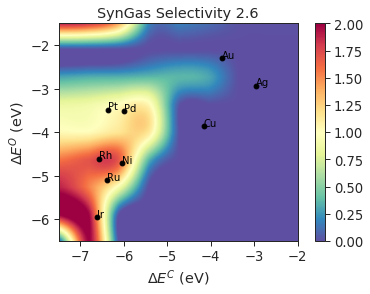 SynGas Selectivity 2.6
ΔE^O (eV)
−2
−3
−4
−5
−6
Au
Ag
Pt
Pd
Cu
Rh
Ni
Ru
Ir
−7
−6
−5
−4
−3
−2
ΔE^C (eV)
2.00
1.75
1.50
1.25
1.00
0.75
0.50
0.25
0.00